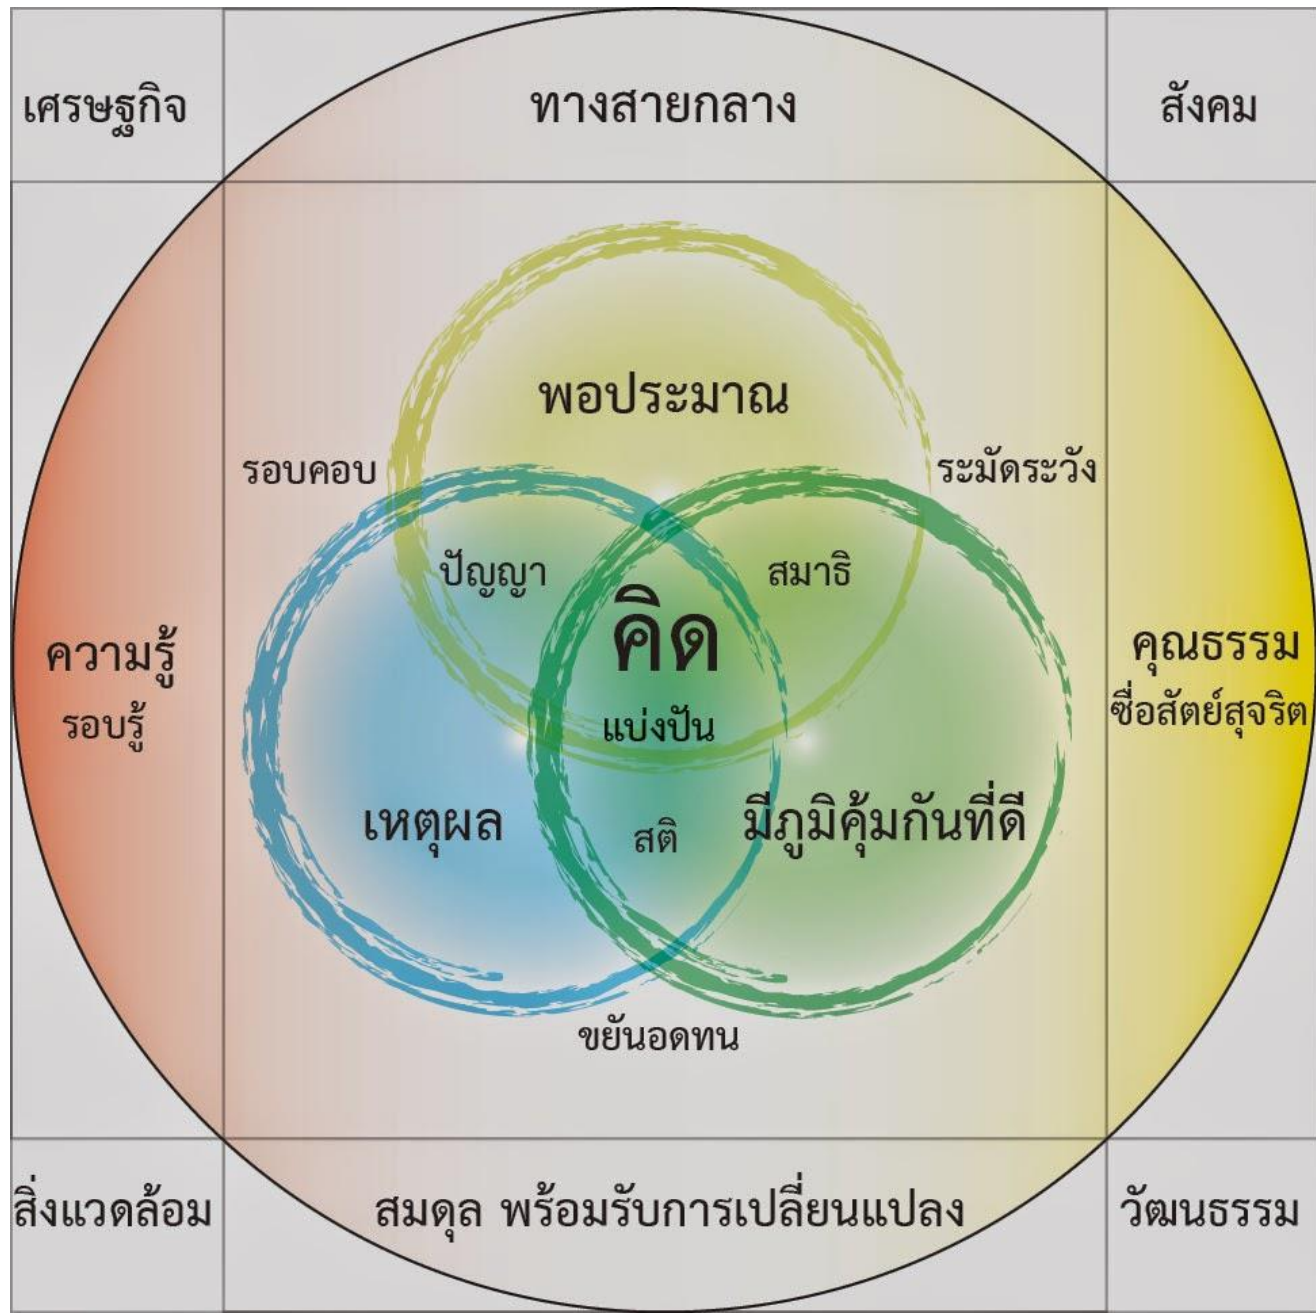 เศรษฐกิจ
ทางสายกลาง
สังคม
พอประมาณ
รอบคอบ
ระมัดระวัง
ปัญญา
สมาธิ
คิด
ความรู้
รอบรู้
คุณธรรม
ซื่อสัตย์สุจริต
แบ่งปัน
เหตุผล
สติ
มีภูมิคุ้มกันที่ดี
ขยันอดทน
สิ่งแวดล้อม
สมดุล พร้อมรับการเปลี่ยนแปลง
วัฒนธรรม